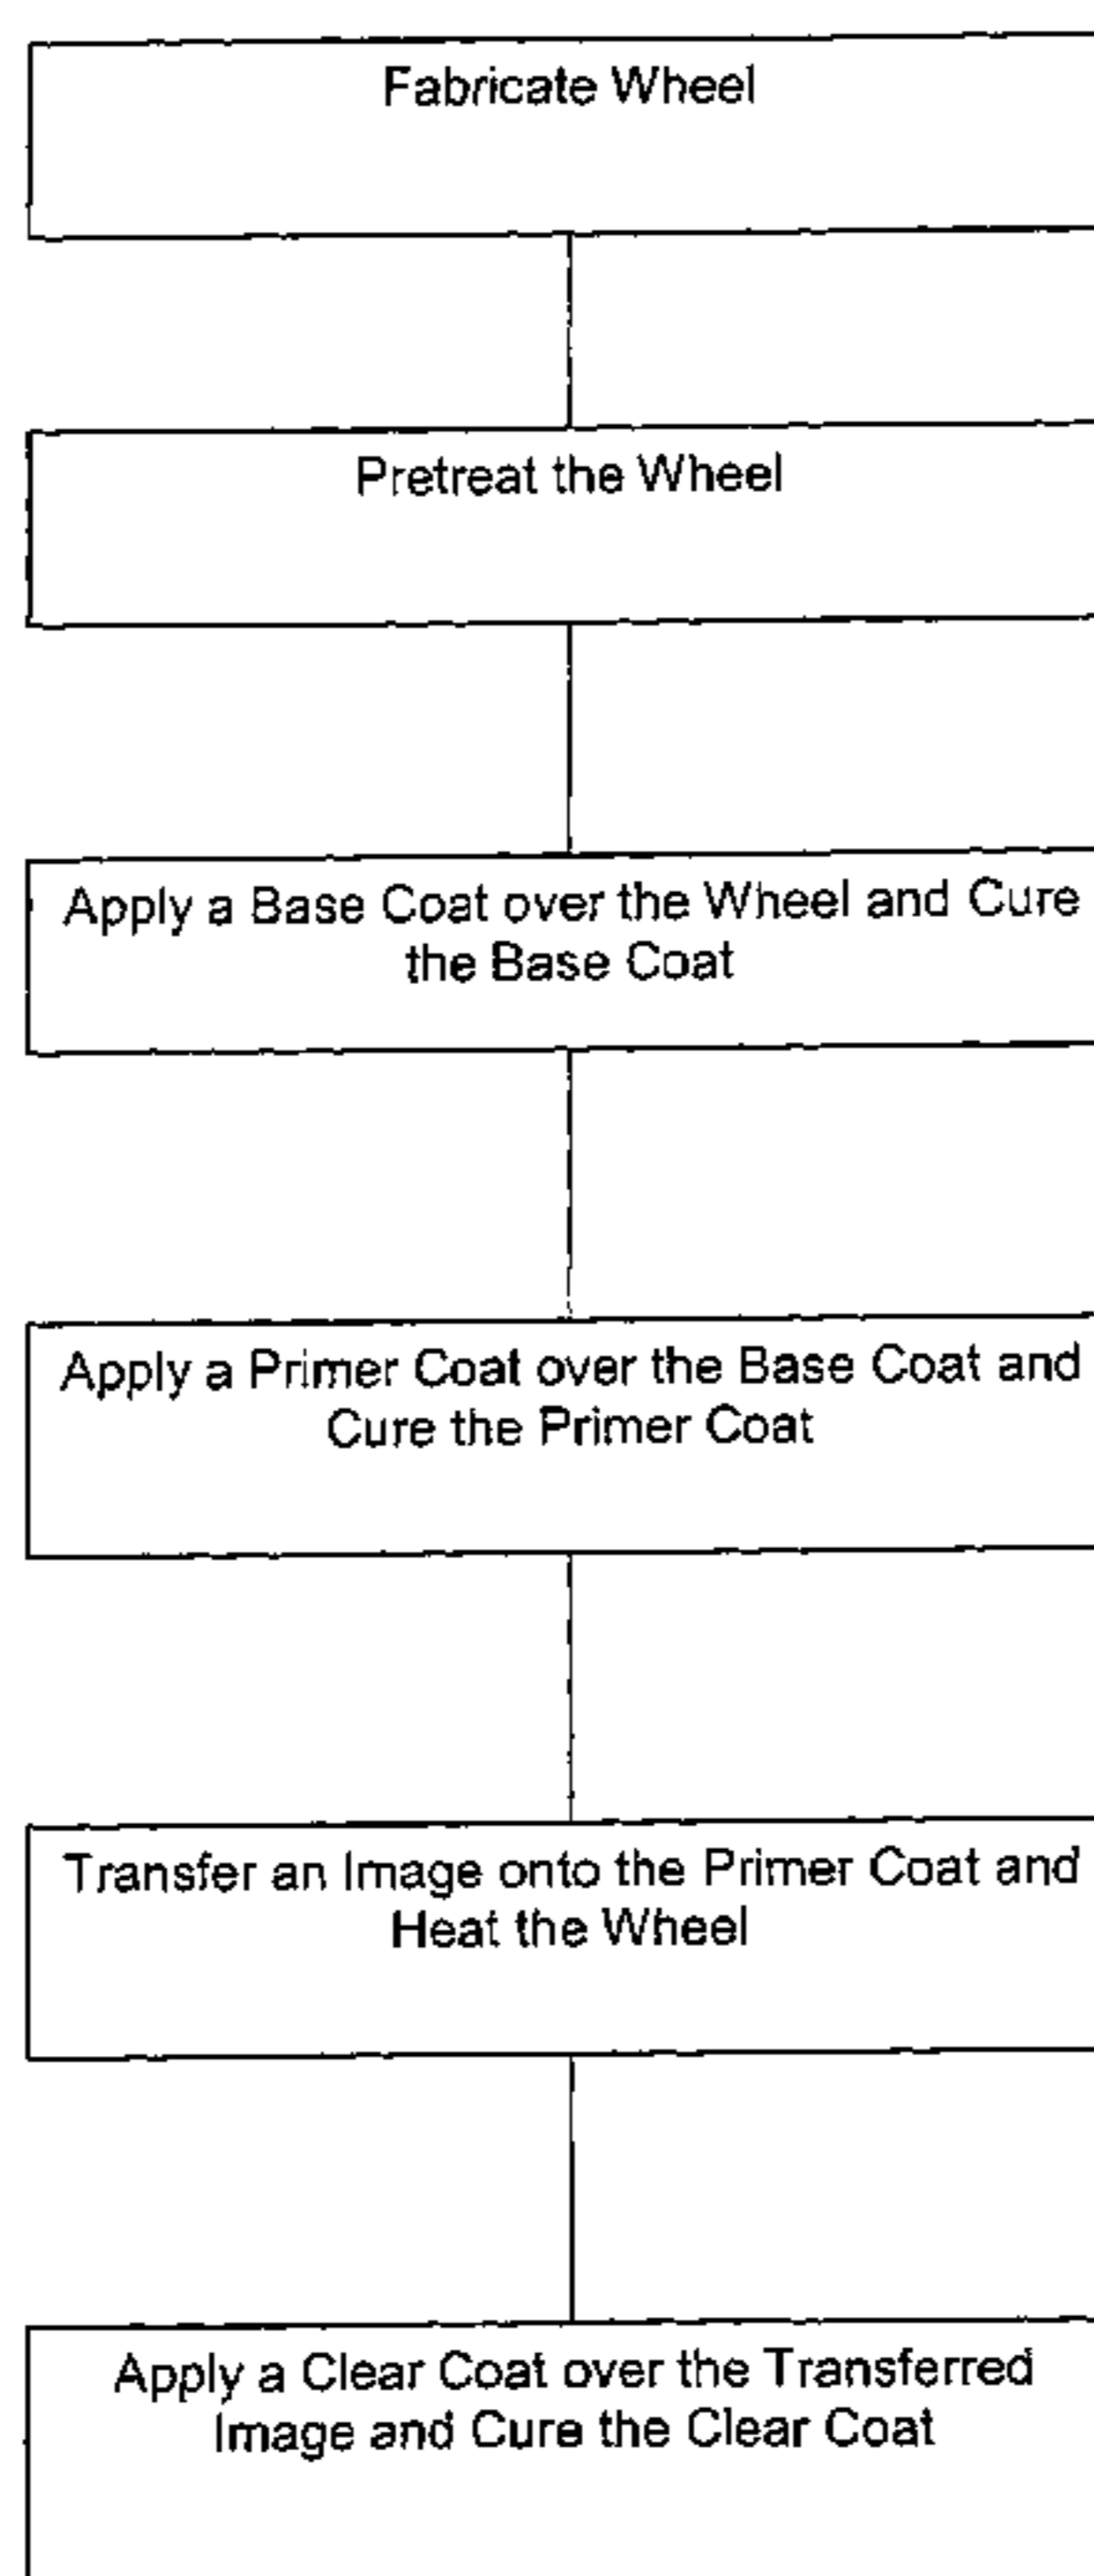 Fabricate Wheel
Pretreat the Wheel
Apply a Base Coat over the Wheel and Cure
the Base Coat
Apply a Primer Coat over the Base Coat and
Cure the Primer Coat
Transfer an Image onto the Primer Coat and
Heat the Wheel
Apply a Clear Coat over the Transferred
Image and Cure the Clear Coat